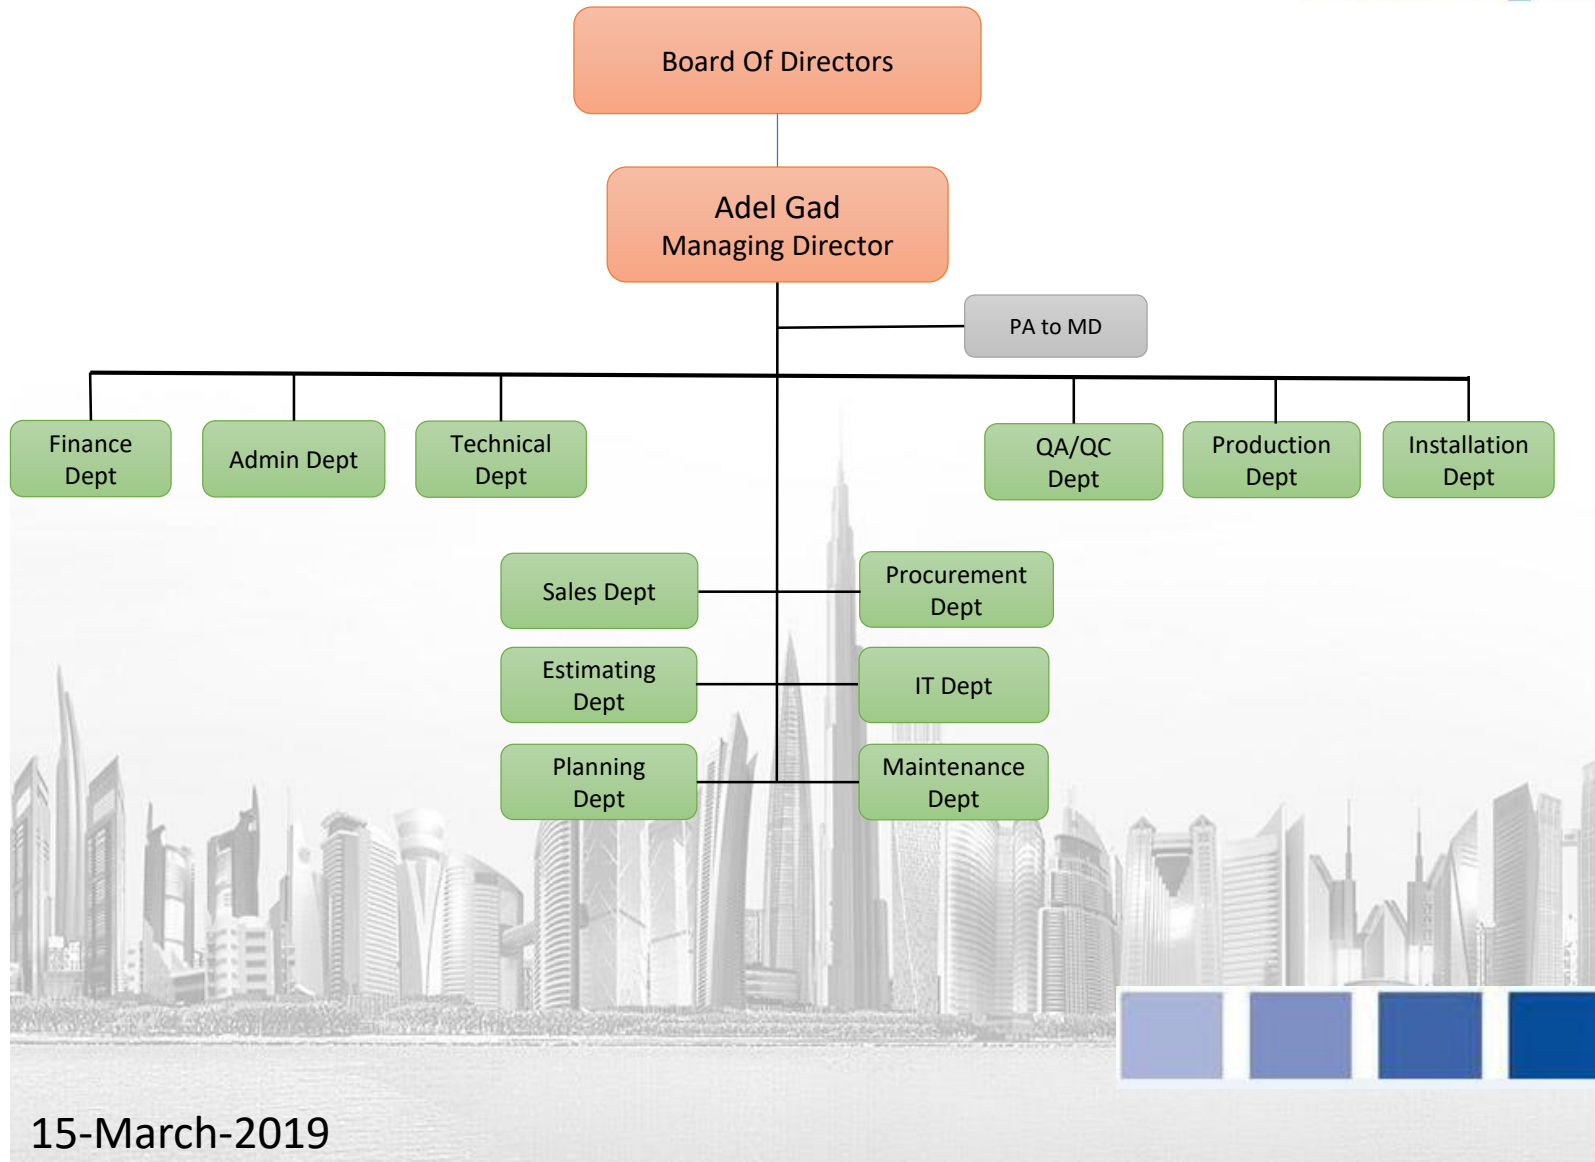 Board Of Directors
Adel Gad
Managing Director
PA to MD
Finance
Dept
Admin Dept
Technical
Dept
QA/QC
Dept
Production
Dept
Installation
Dept
Sales Dept
Procurement
Dept
Estimating
Dept
IT Dept
Planning
Dept
Maintenance
Dept
15-March-2019